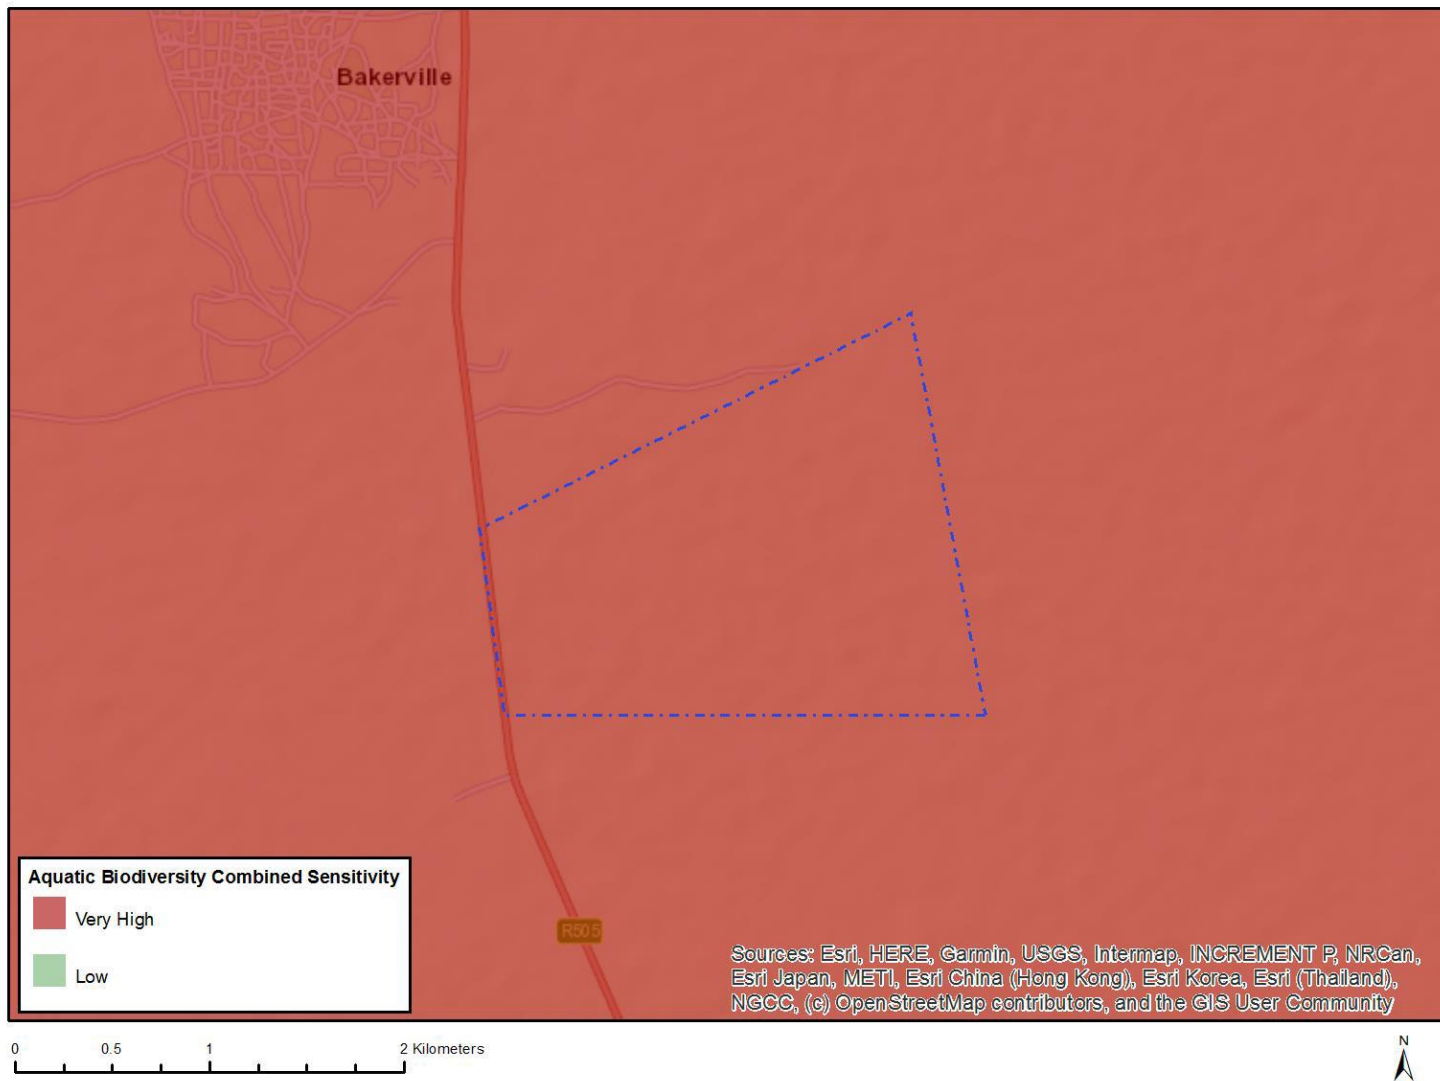 Bakerville
Aquatic Biodiversity Combined Sensitivity
Very High
Low
R505
Sources: Esri, HERE, Garmin, USGS, Intermap, INCREMENT P, NRCan,
Esri Japan, METI, Esri China (Hong Kong), Esri Korea, Esri (Thailand),
NGCC, (c) OpenStreetMap contributors, and the GIS User Community
0 0.5 1 2 Kilometers
N